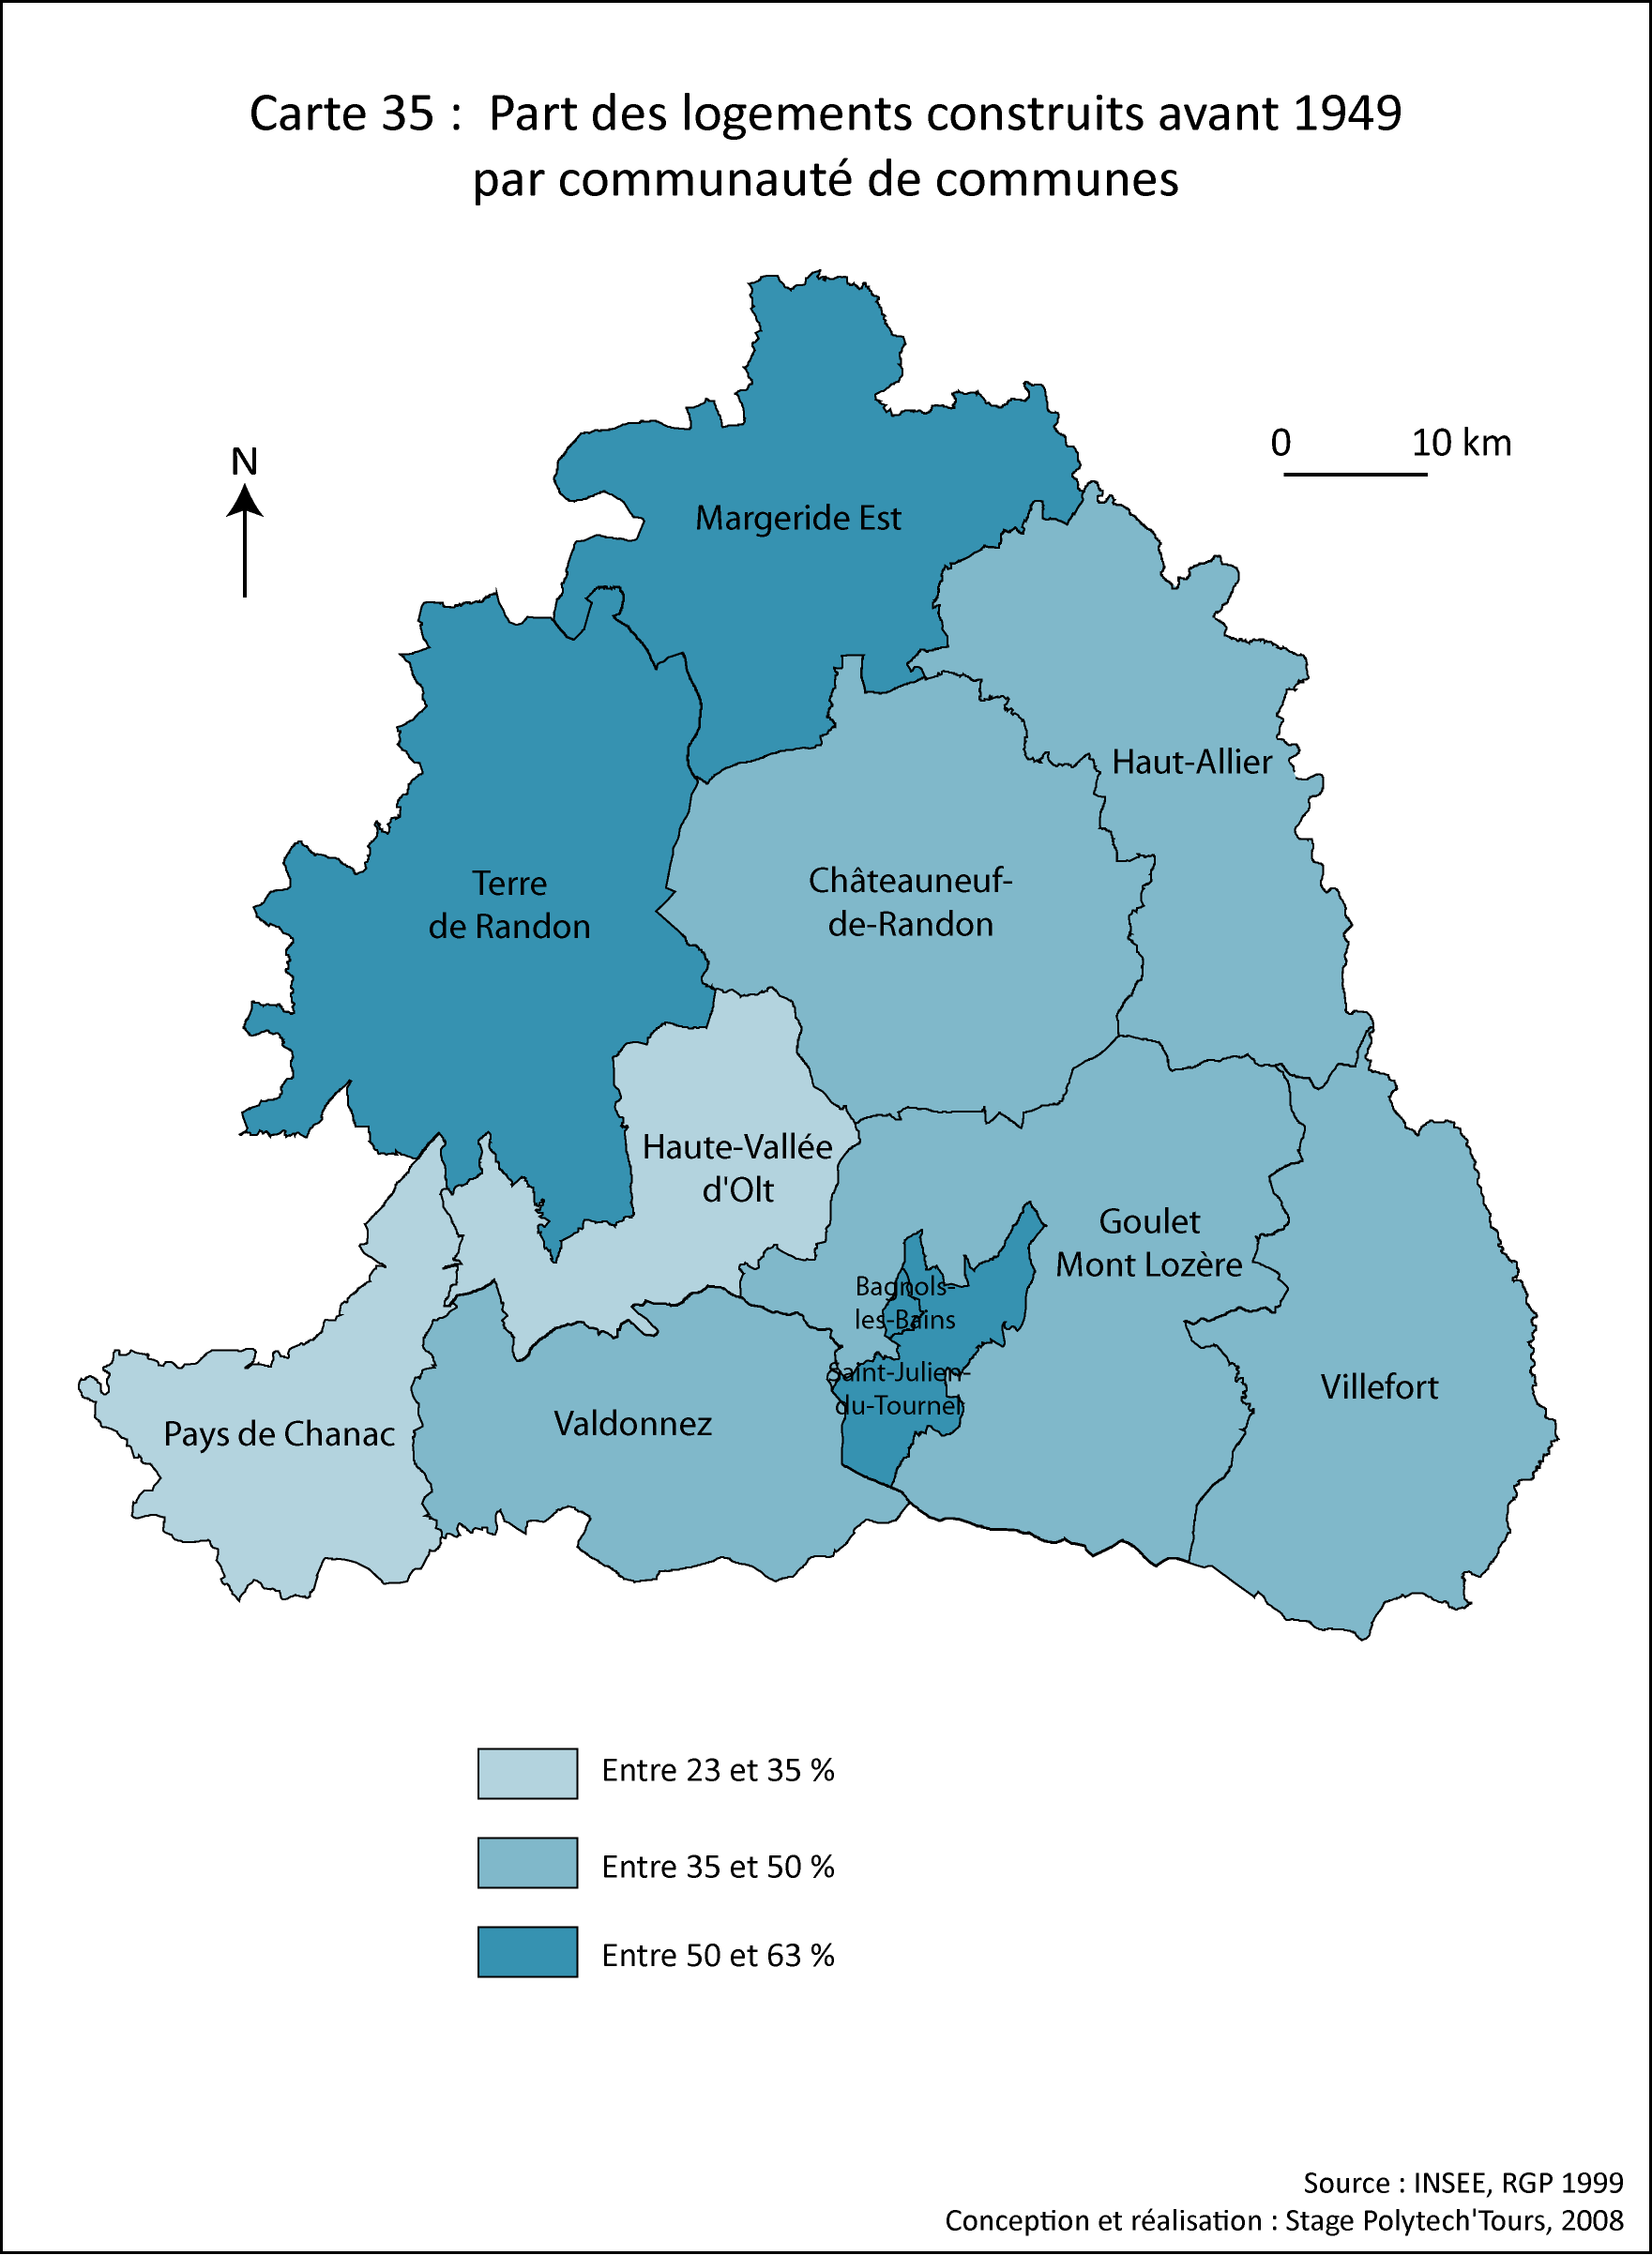 Carte 35 :  Part des logements construits avant 1949
par communauté de communes
N
0
10 km
Margeride Est
Haut-Allier
Terre
de Randon
Châteauneuf-
de-Randon
Haute-Vallée
d'Olt
Goulet
Mont Lozère
Bagnols-
les-Bains
Saint-Julien-
du-Tournel
Villefort
Valdonnez
Pays de Chanac
Entre 23 et 35 %
Entre 35 et 50 %
Entre 50 et 63 %
Source : INSEE, RGP 1999
Conception et réalisation : Stage Polytech'Tours, 2008